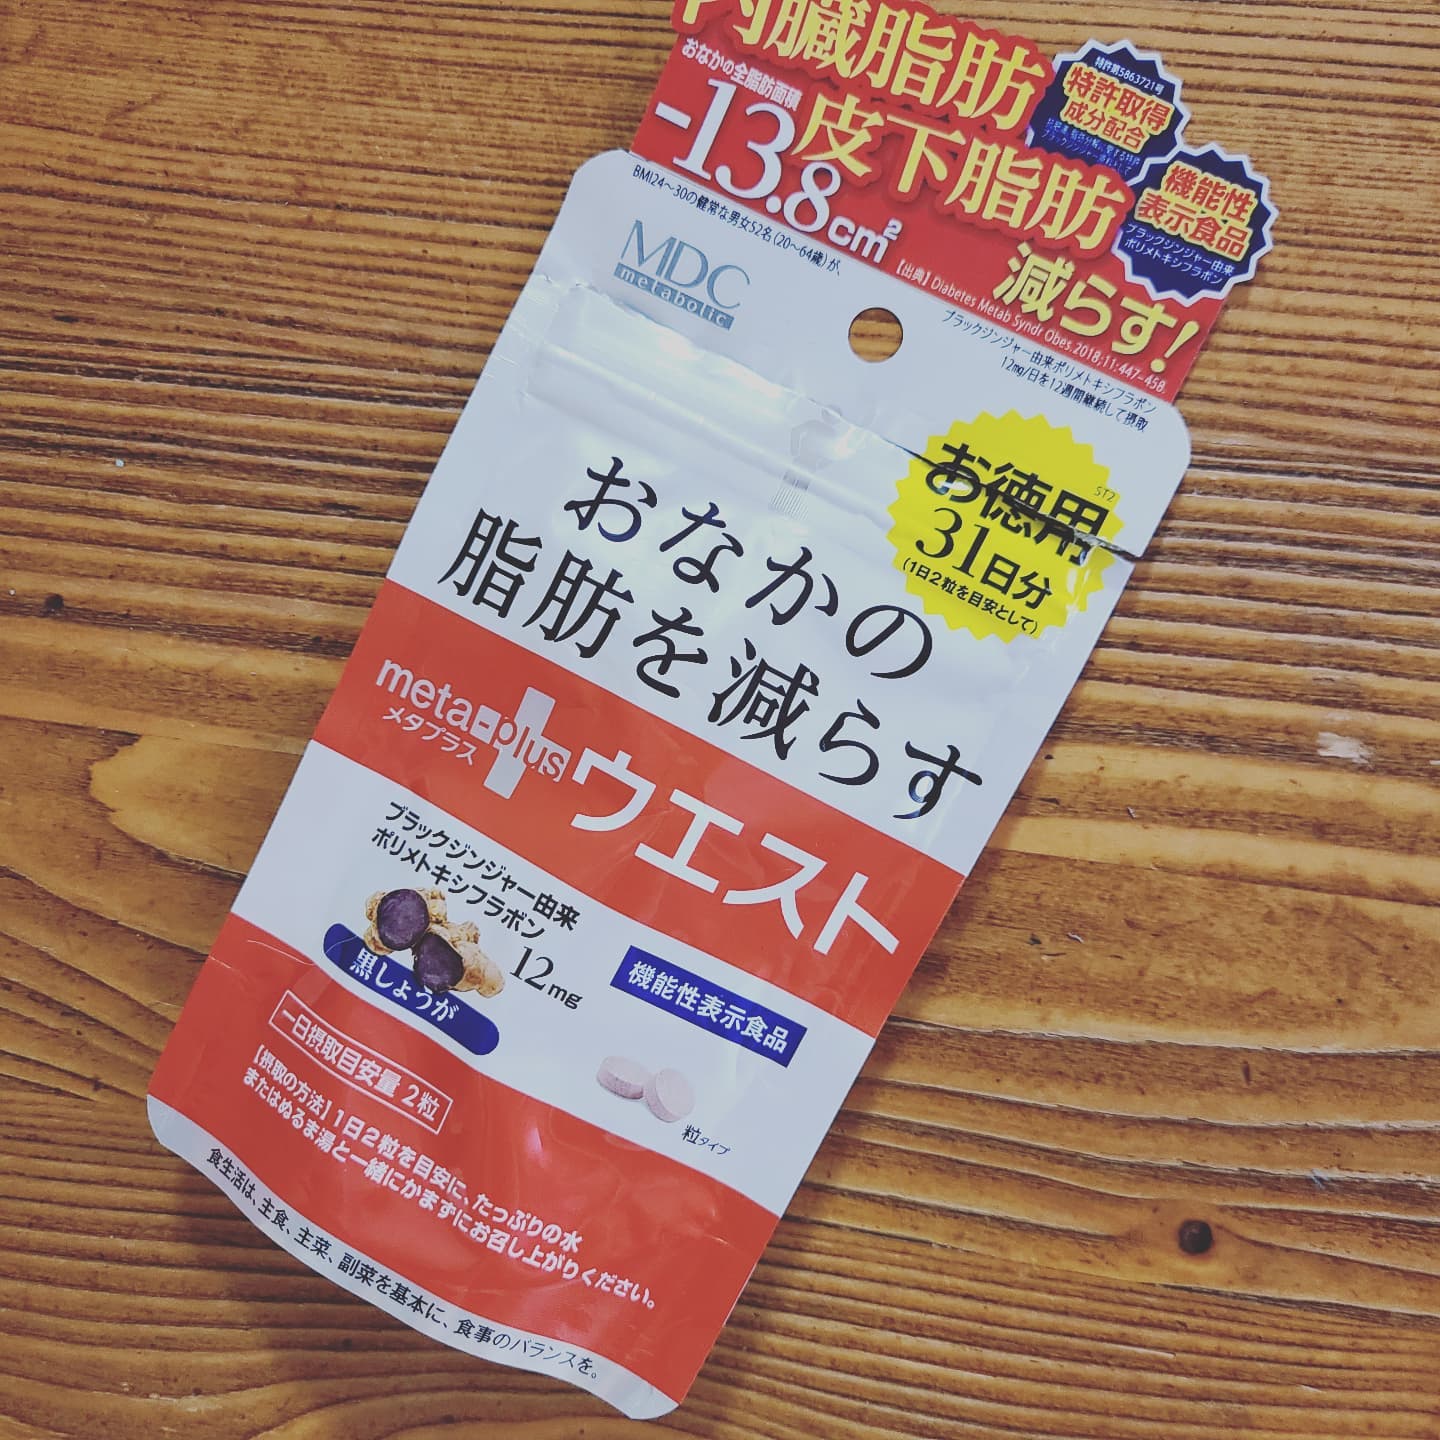 内臓脂肪
おなかの全脂肪面積
-13.8cm²
皮下脂肪
減らす!
特許第5863721号
特許取得
成分配合
機能性
表示食品
ブラックジンジャー由来
ポリメトキシフラボン
【出典】Diabetes Metab Syndr Obes.2018;11:447-458
BMI24～30の健常な男女52名(20～64歳)が、
ブラックジンジャー由来ポリメトキシフラボン
12mg/日を12週間継続して摂取
MDC
metabolic
お徳用
ST2
31日分
(1日2粒を目安として)
おなかの
脂肪を減らす
meta-plus
メタプラス
ウエスト
ブラックジンジャー由来
ポリメトキシフラボン
12mg
黒しょうが
機能性表示食品
粒タイプ
一日摂取目安量 2粒
【摂取の方法】1日2粒を目安に、たっぷりの水
またはぬるま湯と一緒にかまずにお召し上がりください。
食生活は、主食、主菜、副菜を基本に、食事のバランスを。